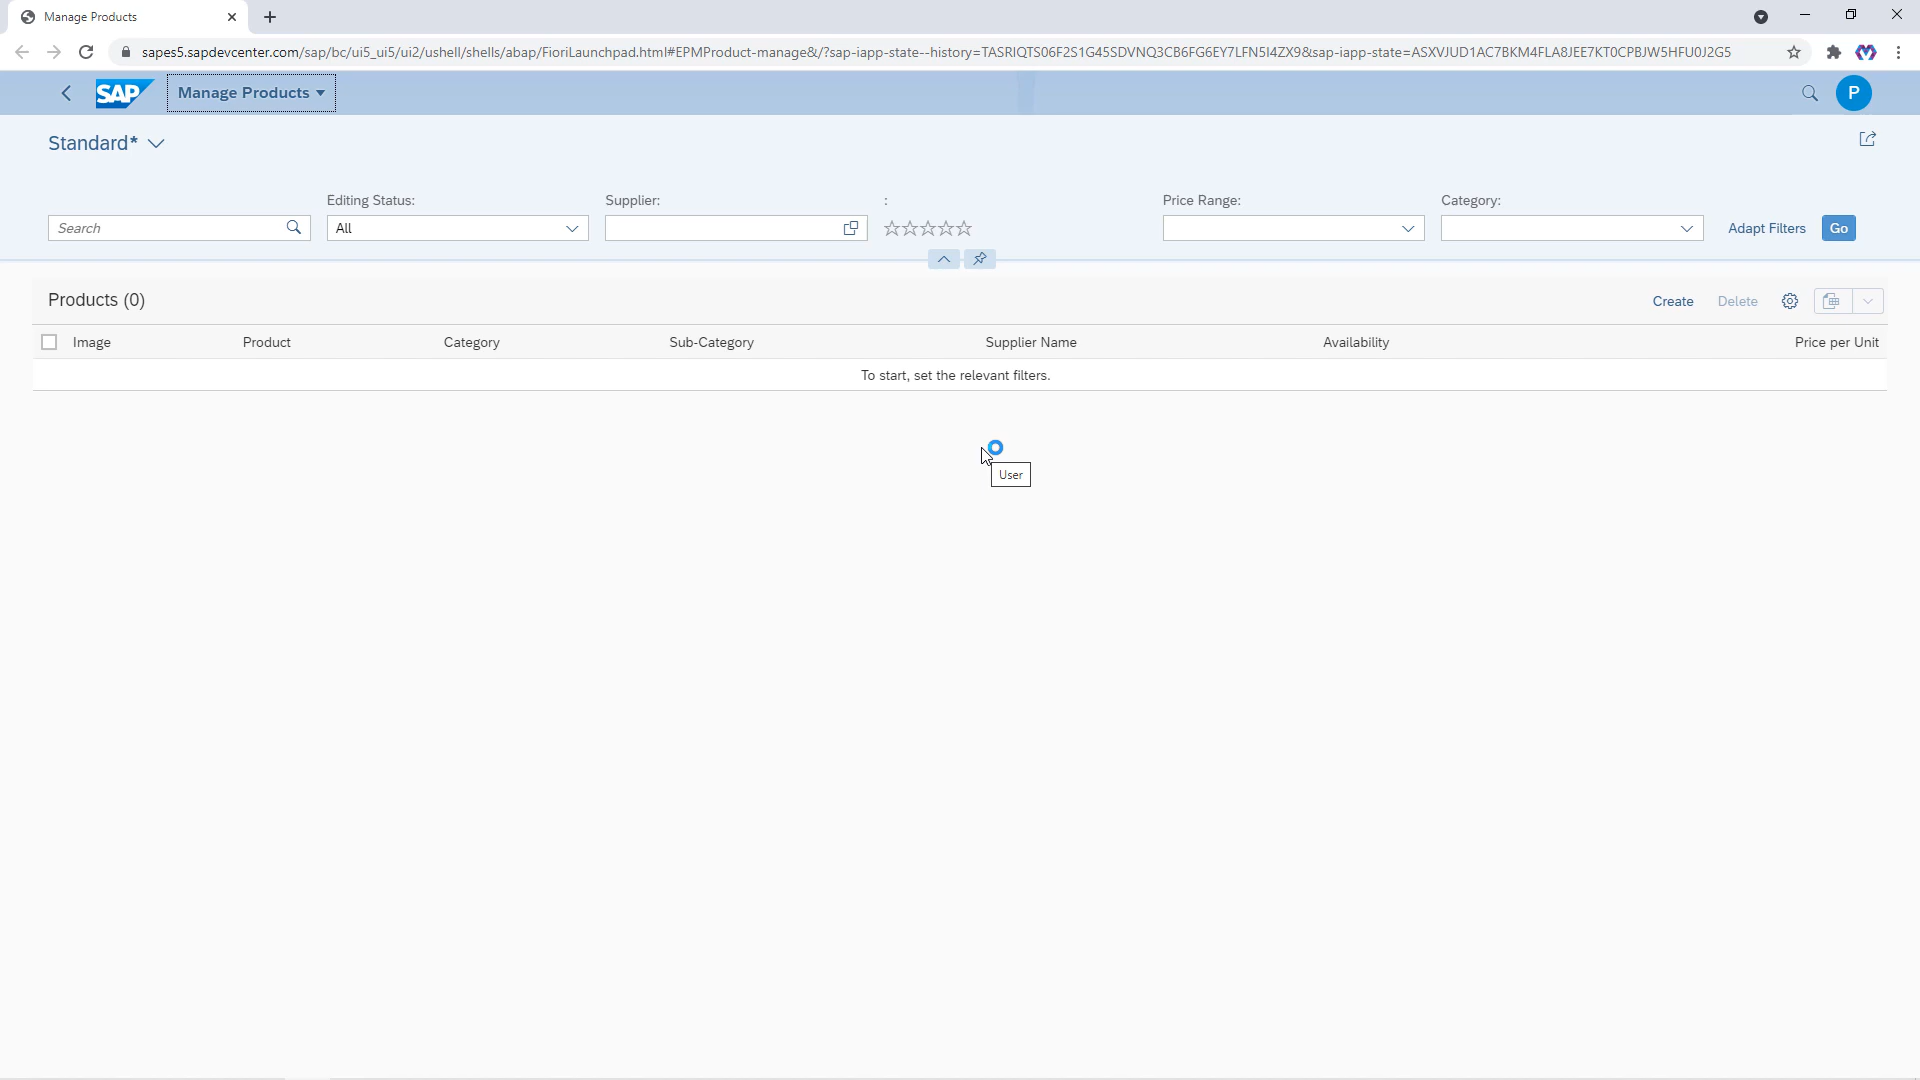 Manage Products
sapes5.sapdevcenter.com/sap/bc/ui5_ui5/ui2/ushell/shells/abap/FioriLaunchpad.html#EPMProduct-manage&/?sap-iapp-state--history=TASRIQTS06F2S1G45SDVNQ3CB6FG6EY7LFN5I4ZX9&sap-iapp-state=ASXVJUD1AC7BKM4FLA8JEE7KT0CPBJW5HFU0J2G5
SAP Manage Products P
Standard*
Editing Status: Supplier: : Price Range: Category:
Search All Adapt Filters Go
Products (0) Create Delete
Image Product Category Sub-Category Supplier Name Availability Price per Unit
To start, set the relevant filters.
User